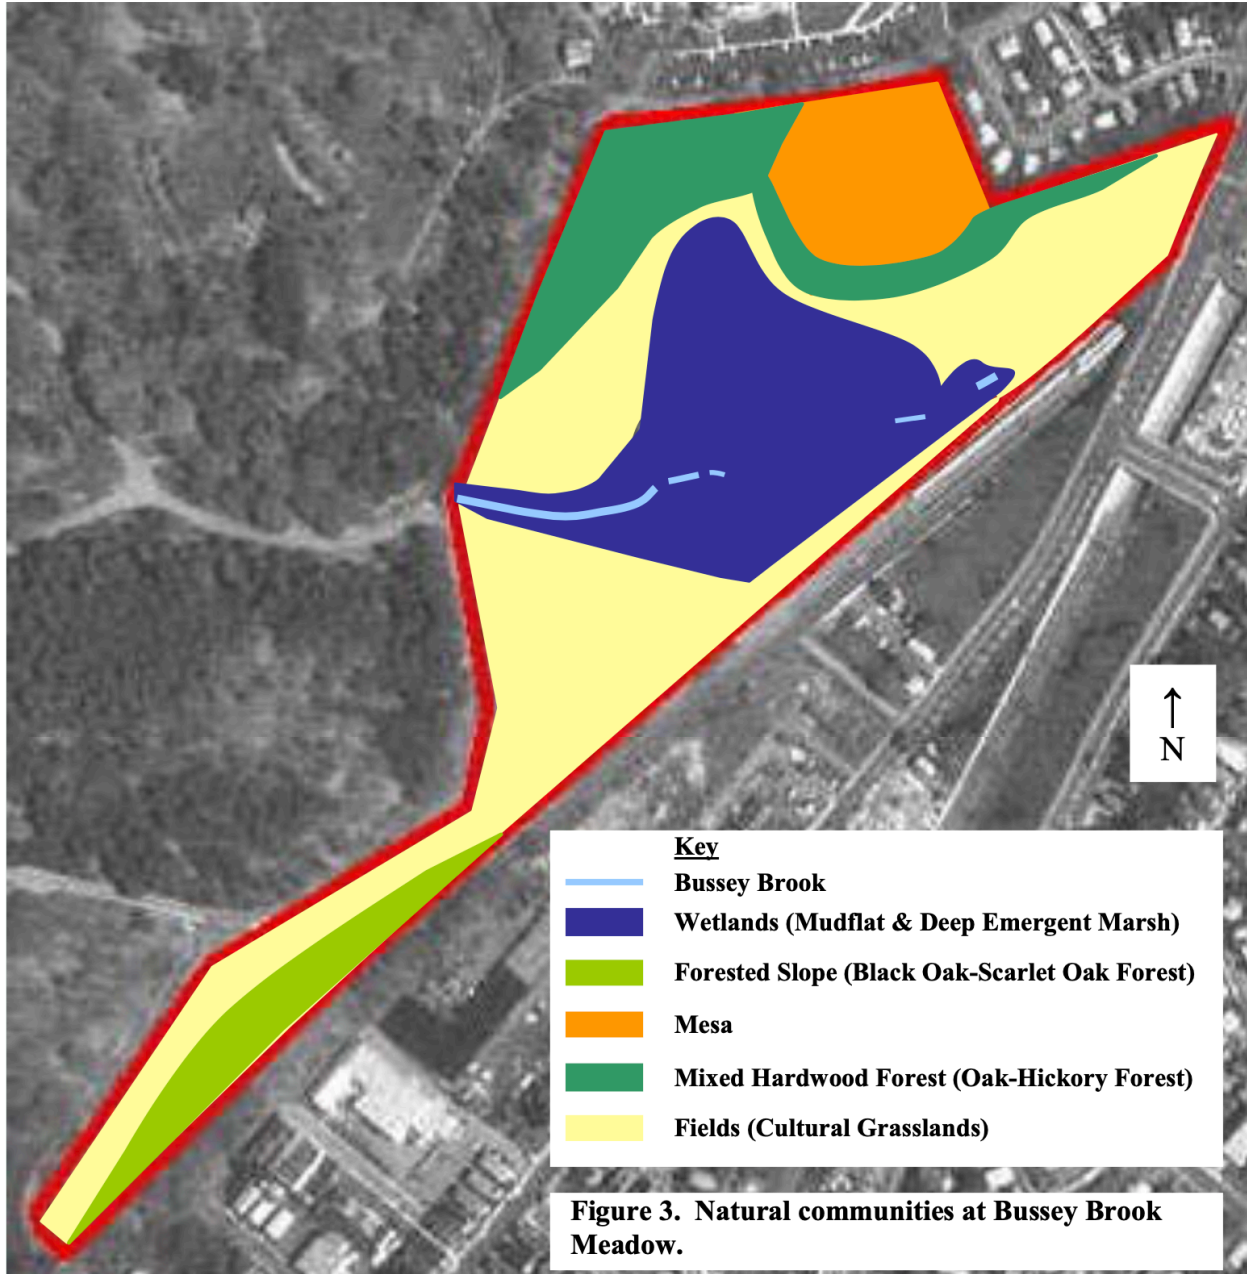 N
Key
Bussey Brook
Wetlands (Mudflat & Deep Emergent Marsh)
Forested Slope (Black Oak-Scarlet Oak Forest)
Mesa
Mixed Hardwood Forest (Oak-Hickory Forest)
Fields (Cultural Grasslands)
Figure 3.  Natural communities at Bussey Brook
Meadow.